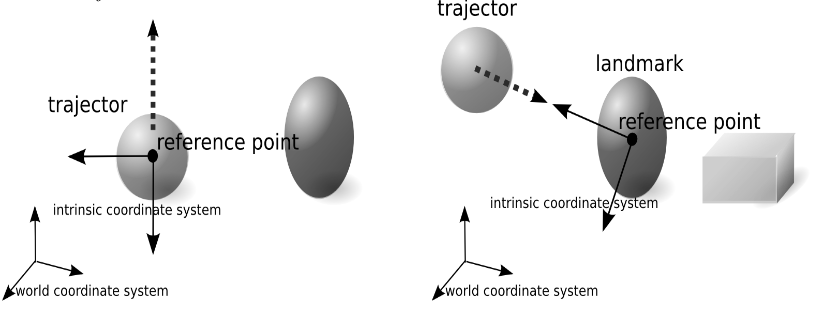 trajector
reference point
intrinsic coordinate system
world coordinate system
trajector
landmark
reference point
intrinsic coordinate system
world coordinate system